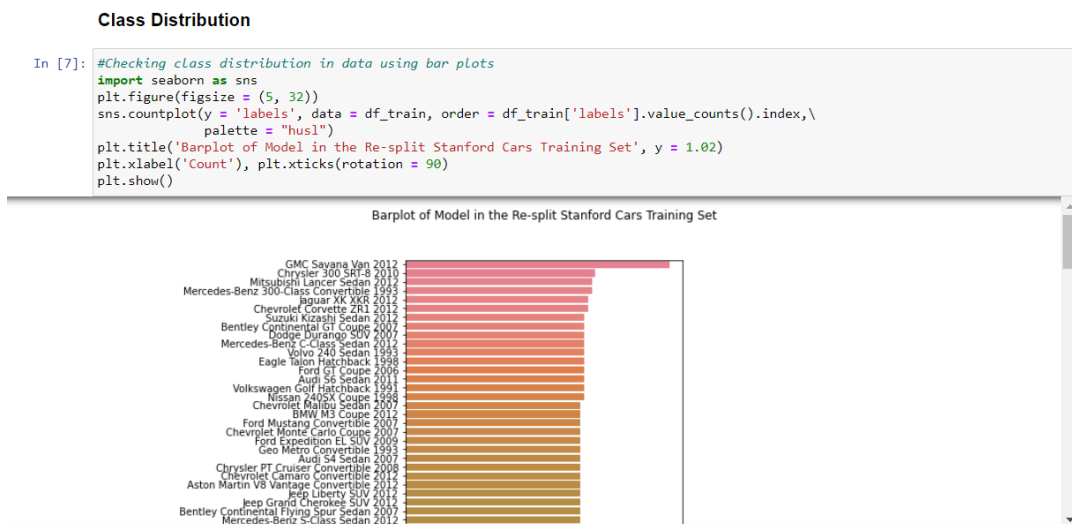 Class Distribution
In [7]: #Checking class distribution in data using bar plots
import seaborn as sns
plt.figure(figsize = (5, 32))
sns.countplot(y = 'labels', data = df_train, order = df_train['labels'].value_counts().index,\
palette = "husl")
plt.title('Barplot of Model in the Re-split Stanford Cars Training Set', y = 1.02)
plt.xlabel('Count'), plt.xticks(rotation = 90)
plt.show()
Barplot of Model in the Re-split Stanford Cars Training Set
GMC Savana Van 2012
Chrysler 300 SRT-8 2010
Mitsubishi Lancer Sedan 2012
Mercedes-Benz 300-Class Convertible 1993
Jaguar XK XKR 2012
Chevrolet Corvette ZR1 2012
Suzuki Kizashi Sedan 2012
Bentley Continental GT Coupe 2007
Dodge Durango SUV 2007
Mercedes-Benz C-Class Sedan 2012
Volvo 240 Sedan 1993
Eagle Talon Hatchback 1998
Ford GT Coupe 2006
Audi S6 Sedan 2011
Volkswagen Golf Hatchback 1991
Nissan 240SX Coupe 1998
Chevrolet Malibu Sedan 2007
BMW M3 Coupe 2012
Ford Mustang Convertible 2007
Chevrolet Monte Carlo Coupe 2007
Ford Expedition EL SUV 2009
Geo Metro Convertible 1993
Audi S4 Sedan 2007
Chrysler PT Cruiser Convertible 2008
Chevrolet Camaro Convertible 2012
Aston Martin V8 Vantage Convertible 2012
Jeep Liberty SUV 2012
Jeep Grand Cherokee SUV 2012
Bentley Continental Flying Spur Sedan 2007
Mercedes-Benz S-Class Sedan 2012